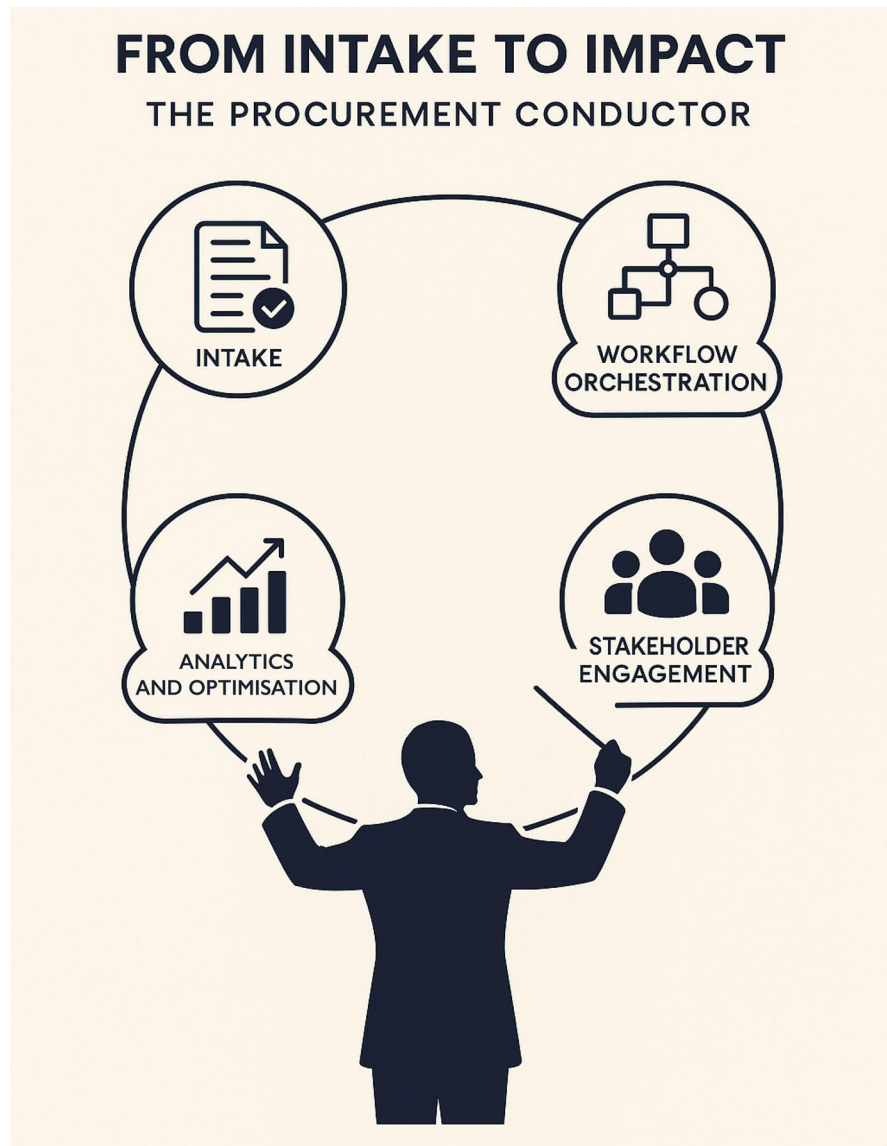 FROM INTAKE TO IMPACT
THE PROCUREMENT CONDUCTOR
INTAKE
WORKFLOW
ORCHESTRATION
ANALYTICS
AND OPTIMISATION
STAKEHOLDER
ENGAGEMENT